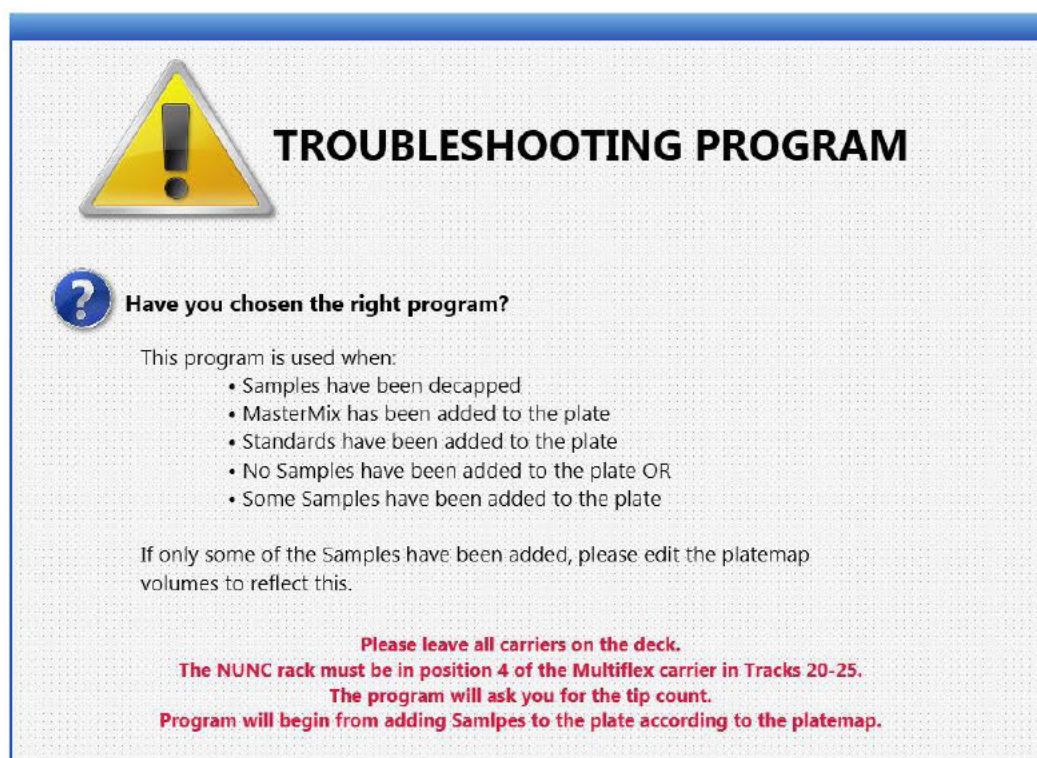 TROUBLESHOOTING PROGRAM
Have you chosen the right program?
This program is used when:
• Samples have been decapped
• MasterMix has been added to the plate
• Standards have been added to the plate
• No Samples have been added to the plate OR
• Some Samples have been added to the plate
If only some of the Samples have been added, please edit the platemap
volumes to reflect this.
Please leave all carriers on the deck.
The NUNC rack must be in position 4 of the Multiflex carrier in Tracks 20-25.
The program will ask you for the tip count.
Program will begin from adding Samlpes to the plate according to the platemap.